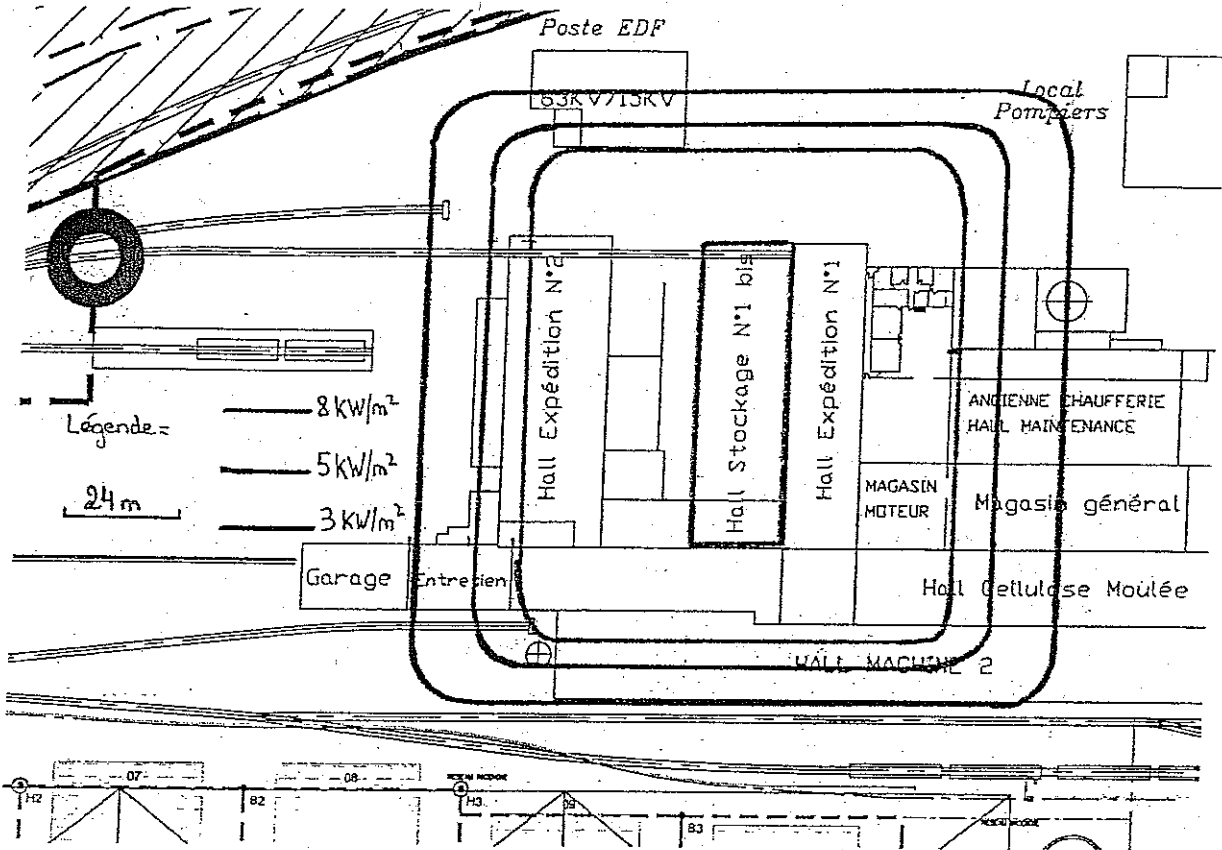 Poste EDF
63KV/15KV
Local
Pompiers
Hall Expédition N°2
Hall Stockage N°1 bis
Hall Expédition N°1
Légende =
8 KW/m²
5 KW/m²
3 KW/m²
24 m
ANCIENNE CHAUFFERIE
HALL MAINTENANCE
MAGASIN
MOTEUR
Magasin général
Garage
Entretien
Hall Cellulose Moulée
HALL MACHINE 2
07
08
H2
B2
H3
09
B3